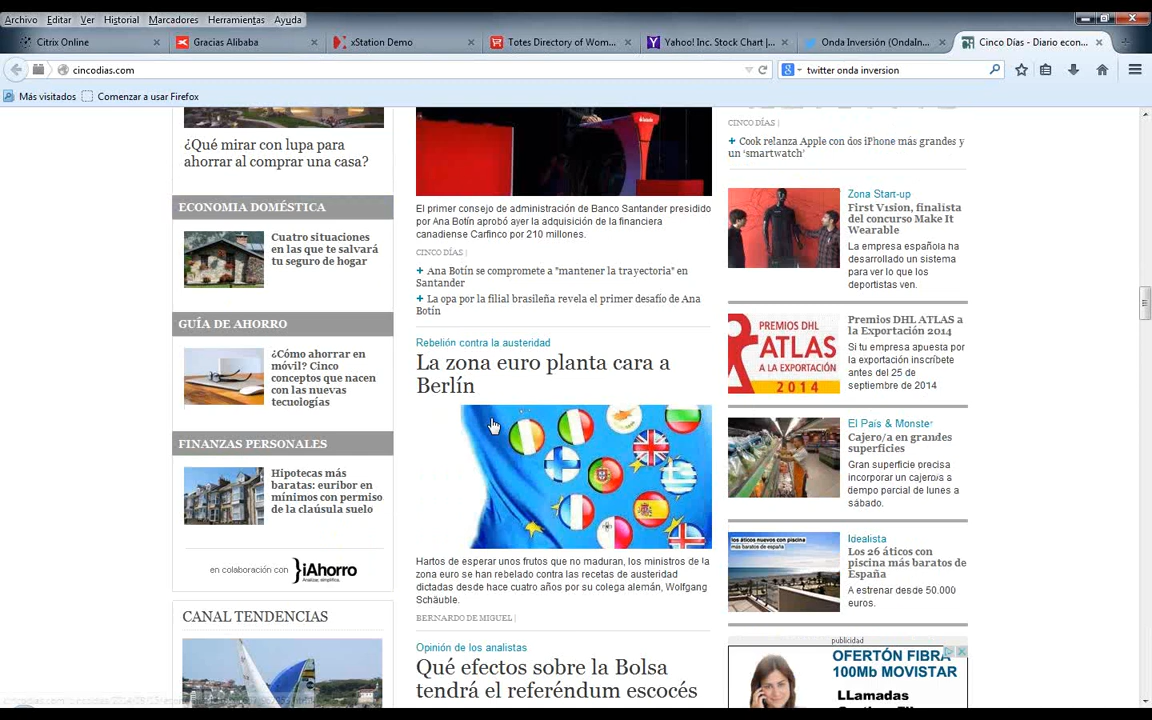 Archivo Editar Ver Historial Marcadores Herramientas Ayuda
Citrix Online
Gracias Alibaba
xStation Demo
Totes Directory of Wom...
Yahoo! Inc. Stock Chart |...
Onda Inversión (OndaIn...
Cinco Días - Diario econ...
cincodias.com
twitter onda inversion
Más visitados
Comenzar a usar Firefox
¿Qué mirar con lupa para
ahorrar al comprar una casa?
ECONOMIA DOMÉSTICA
Cuatro situaciones
en las que te salvará
tu seguro de hogar
GUÍA DE AHORRO
¿Cómo ahorrar en
móvil? Cinco
conceptos que nacen
con las nuevas
tecnologías
FINANZAS PERSONALES
Hipotecas más
baratas: euribor en
mínimos con permiso
de la claúsula suelo
en colaboración con
iAhorro
Analiza, simplifica.
CANAL TENDENCIAS
El primer consejo de administración de Banco Santander presidido
por Ana Botín aprobó ayer la adquisición de la financiera
canadiense Carfinco por 210 millones.
CINCO DÍAS |
+ Ana Botín se compromete a "mantener la trayectoria" en
Santander
+ La opa por la filial brasileña revela el primer desafío de Ana
Botín
Rebelión contra la austeridad
La zona euro planta cara a
Berlín
Hartos de esperar unos frutos que no maduran, los ministros de la
zona euro se han rebelado contra las recetas de austeridad
dictadas desde hace cuatro años por su colega alemán, Wolfgang
Schäuble.
BERNARDO DE MIGUEL |
Opinión de los analistas
Qué efectos sobre la Bolsa
tendrá el referéndum escocés
CINCO DÍAS |
+ Cook relanza Apple con dos iPhone más grandes y
un 'smartwatch'
Zona Start-up
First V1sion, finalista
del concurso Make It
Wearable
La empresa española ha
desarrollado un sistema
para ver lo que los
deportistas ven.
PREMIOS DHL
ATLAS
A LA EXPORTACIÓN
2014
Premios DHL ATLAS a
la Exportación 2014
Si tu empresa apuesta por
la exportación inscríbete
antes del 25 de
septiembre de 2014
El País & Monster
Cajero/a en grandes
superficies
Gran superficie precisa
incorporar un cajero/a a
tiempo parcial de lunes a
sábado.
los áticos nuevos con piscina
más baratos de españa
Idealista
Los 26 áticos con
piscina más baratos de
España
A estrenar desde 50.000
euros.
publicidad
OFERTÓN FIBRA
100Mb MOVISTAR
LLamadas